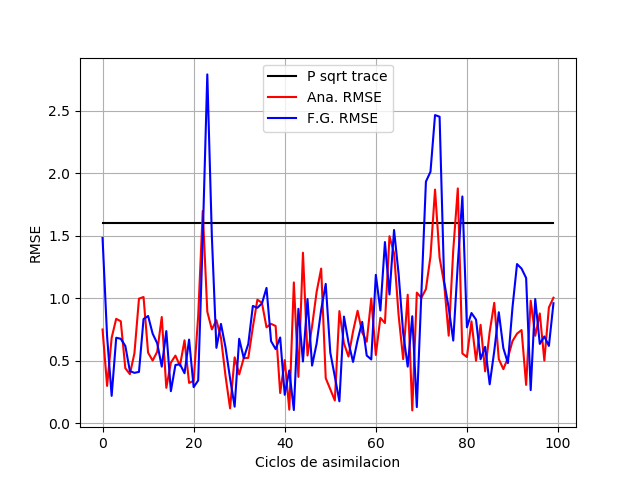 P sqrt trace
Ana. RMSE
F.G. RMSE
2.5
2.0
1.5
1.0
0.5
0.0
RMSE
0 20 40 60 80 100
Ciclos de asimilacion